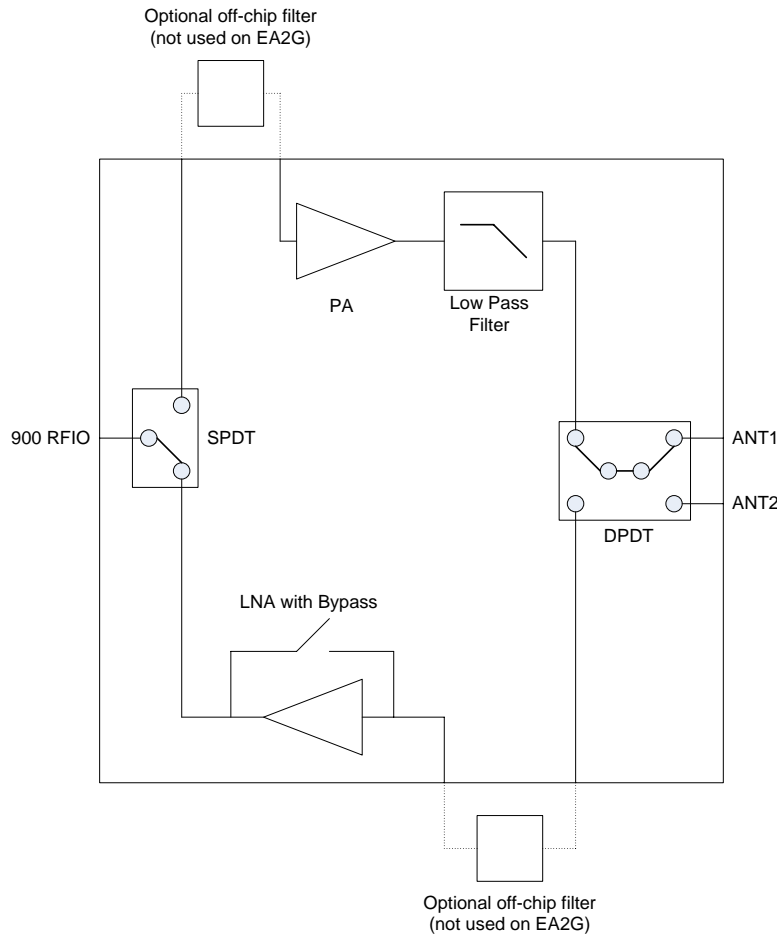 Optional off-chip filter
(not used on EA2G)
PA
Low Pass
Filter
900 RFIO
SPDT
ANT1
ANT2
DPDT
LNA with Bypass
Optional off-chip filter
(not used on EA2G)